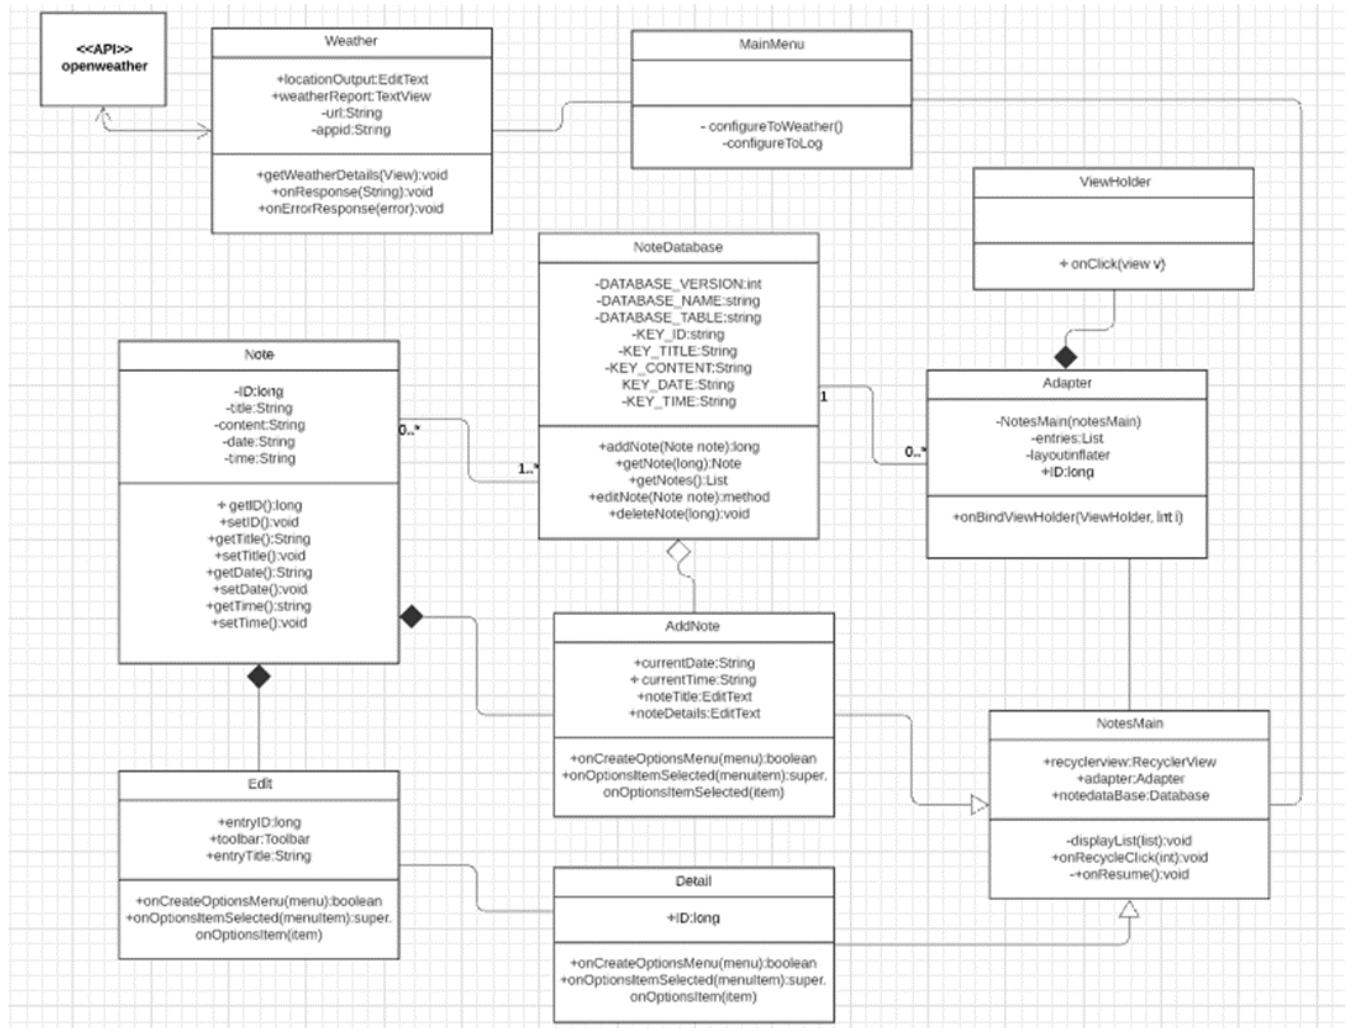 <<API>>
openweather
Weather
+locationOutput:EditText
+weatherReport:TextView
-url:String
-appid:String
+getWeatherDetails(View):void
+onResponse(String):void
+onErrorResponse(error):void
MainMenu
- configureToWeather()
-configureToLog
ViewHolder
+ onClick(view v)
NoteDatabase
-DATABASE_VERSION:int
-DATABASE_NAME:string
-DATABASE_TABLE:string
-KEY_ID:string
-KEY_TITLE:String
-KEY_CONTENT:String
KEY_DATE:String
-KEY_TIME:String
+addNote(Note note):long
+getNote(long):Note
+getNotes():List
+editNote(Note note):method
+deleteNote(long):void
Note
-ID:long
-title:String
-content:String
-date:String
-time:String
+ getID():long
+setID():void
+getTitle():String
+setTitle():void
+getDate():String
+setDate():void
+getTime():string
+setTime():void
0..*
1..*
1
0..*
Adapter
-NotesMain(notesMain)
-entries:List
-layoutinflater
+ID:long
+onBindViewHolder(ViewHolder, int i)
AddNote
+currentDate:String
+ currentTime:String
+noteTitle:EditText
+noteDetails:EditText
+onCreateOptionsMenu(menu):boolean
+onOptionsItemSelected(menuitem):super.
onOptionsItemSelected(item)
NotesMain
+recyclerview:RecyclerView
+adapter:Adapter
+notedataBase:Database
-displayList(list):void
+onRecycleClick(int):void
-+onResume():void
Edit
+entryID:long
+toolbar:Toolbar
+entryTitle:String
+onCreateOptionsMenu(menu):boolean
+onOptionsItemSelected(menuItem):super.
onOptionsItem(item)
Detail
+ID:long
+onCreateOptionsMenu(menu):boolean
+onOptionsItemSelected(menuItem):super.
onOptionsItem(item)